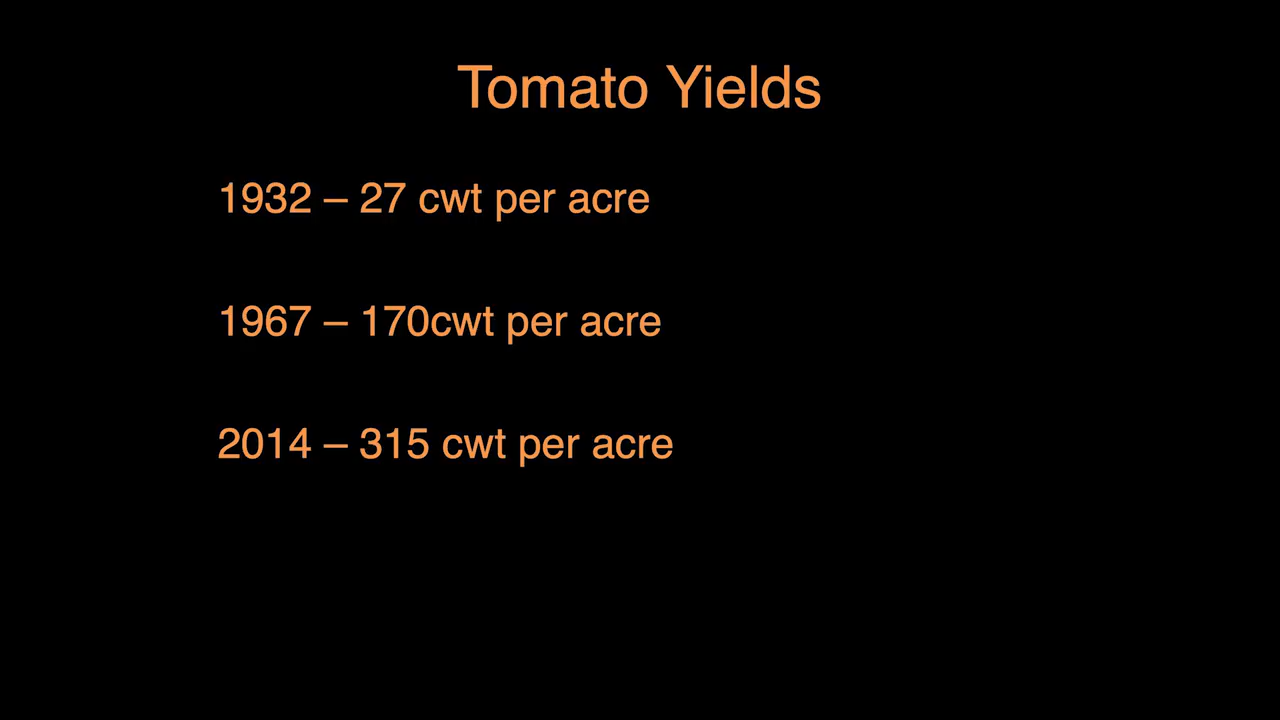 Tomato Yields
1932 – 27 cwt per acre
1967 – 170cwt per acre
2014 – 315 cwt per acre